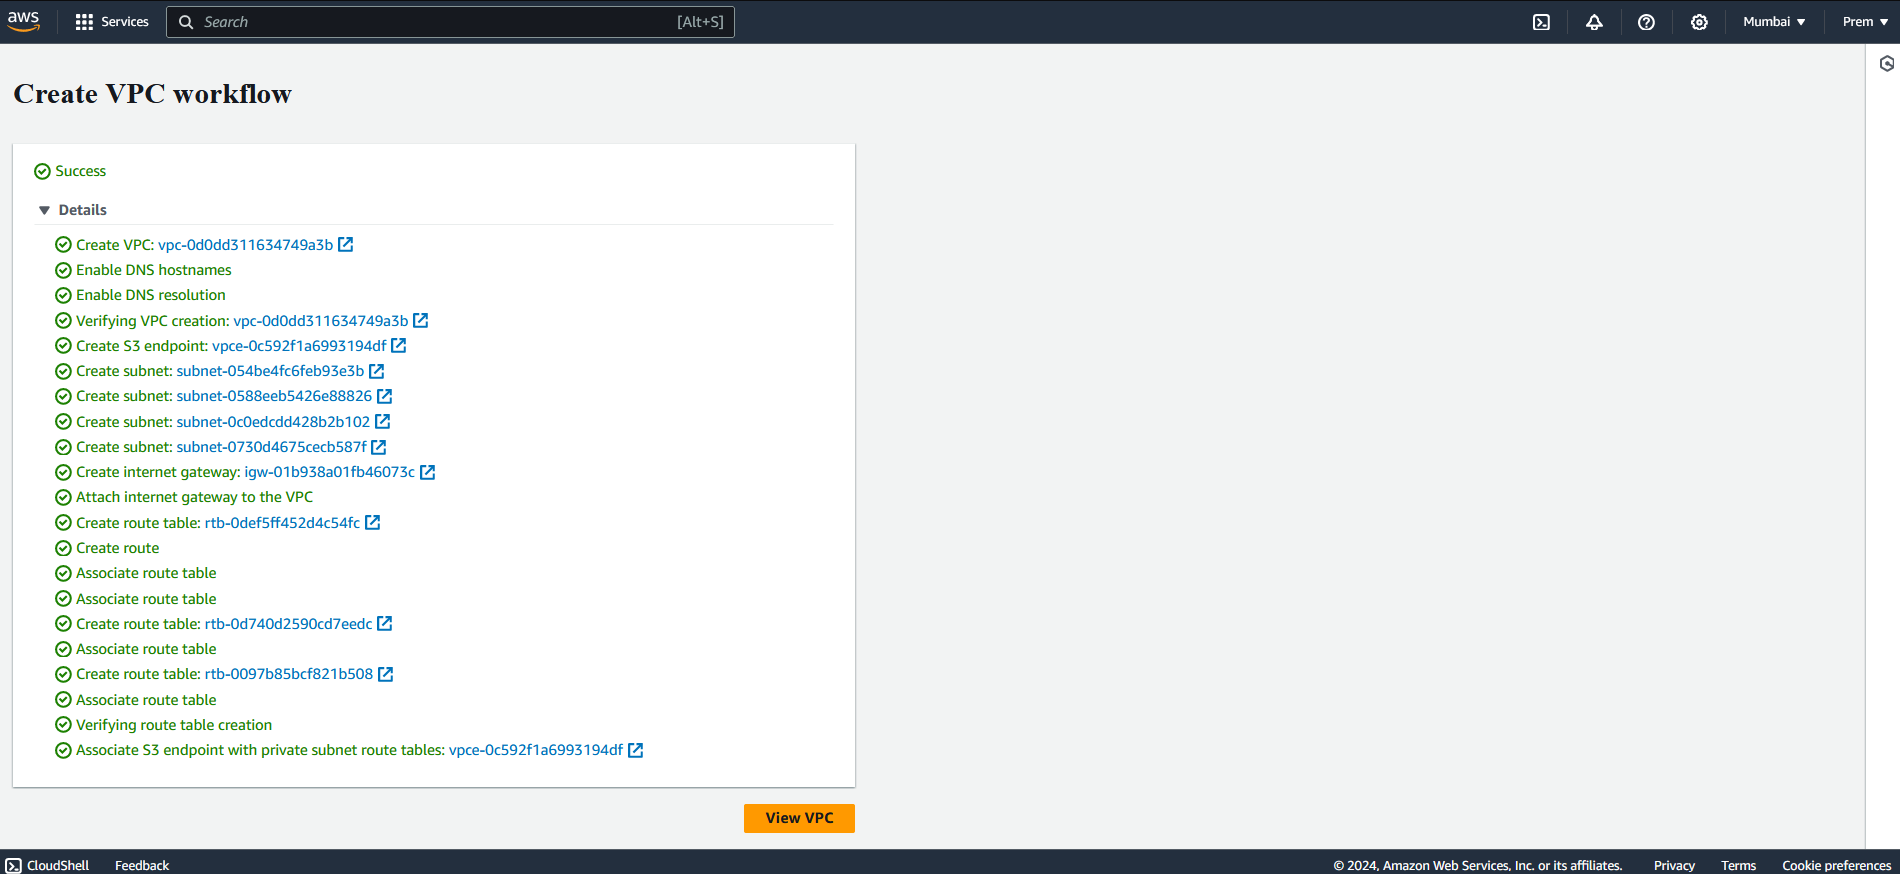 aws
Services
Search
[Alt+S]
Mumbai
Prem
Create VPC workflow
Success
Details
Create VPC: vpc-0d0dd311634749a3b
Enable DNS hostnames
Enable DNS resolution
Verifying VPC creation: vpc-0d0dd311634749a3b
Create S3 endpoint: vpce-0c592f1a6993194df
Create subnet: subnet-054be4fc6feb93e3b
Create subnet: subnet-0588eeb5426e88826
Create subnet: subnet-0c0edcdd428b2b102
Create subnet: subnet-0730d4675cecb587f
Create internet gateway: igw-01b938a01fb46073c
Attach internet gateway to the VPC
Create route table: rtb-0def5ff452d4c54fc
Create route
Associate route table
Associate route table
Create route table: rtb-0d740d2590cd7eedc
Associate route table
Create route table: rtb-0097b85bcf821b508
Associate route table
Verifying route table creation
Associate S3 endpoint with private subnet route tables: vpce-0c592f1a6993194df
View VPC
CloudShell
Feedback
© 2024, Amazon Web Services, Inc. or its affiliates.
Privacy
Terms
Cookie preferences